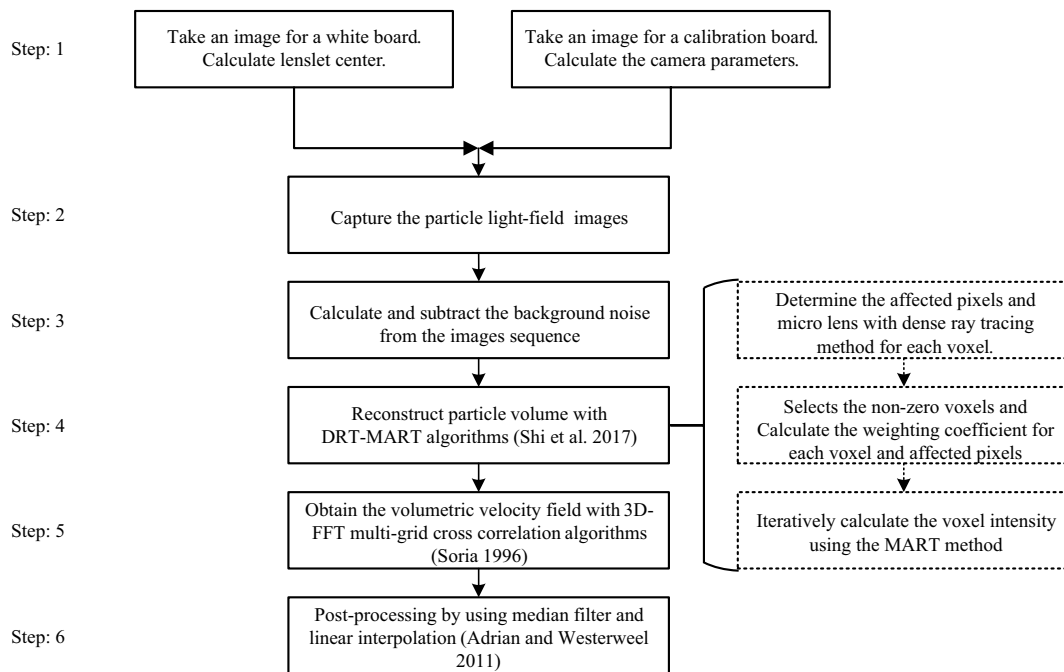 Step: 1
Take an image for a white board.
Calculate lenslet center.
Take an image for a calibration board.
Calculate the camera parameters.
Step: 2
Capture the particle light-field images
Step: 3
Calculate and subtract the background noise
from the images sequence
Step: 4
Reconstruct particle volume with
DRT-MART algorithms (Shi et al. 2017)
Determine the affected pixels and
micro lens with dense ray tracing
method for each voxel.
Selects the non-zero voxels and
Calculate the weighting coefficient for
each voxel and affected pixels
Iteratively calculate the voxel intensity
using the MART method
Step: 5
Obtain the volumetric velocity field with 3D-
FFT multi-grid cross correlation algorithms
(Soria 1996)
Step: 6
Post-processing by using median filter and
linear interpolation (Adrian and Westerweel
2011)